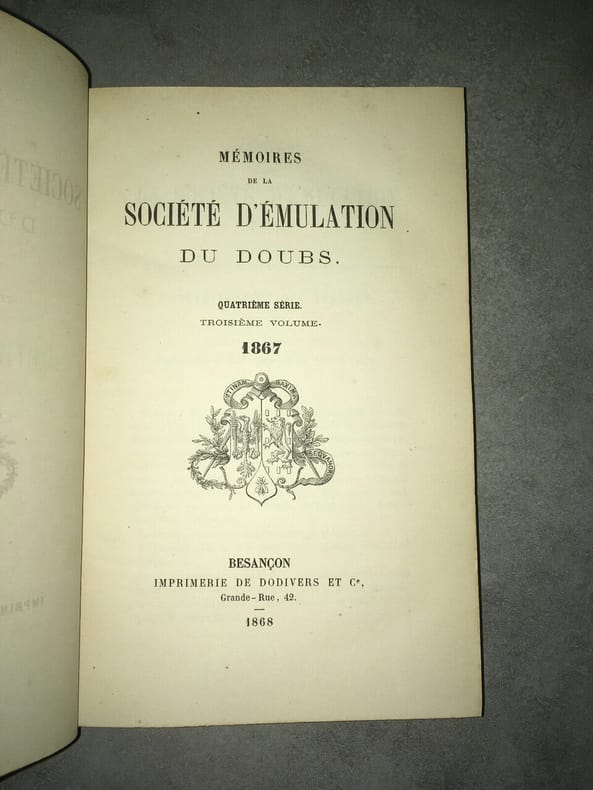 MÉMOIRES
DE LA
SOCIÉTÉ D'ÉMULATION
DU DOUBS.
QUATRIÈME SÉRIE.
TROISIÈME VOLUME.
1867
MAXIMA
BESANÇON
IMPRIMERIE DE DODIVERS ET Cᵉ,
Grande-Rue, 42.
1868